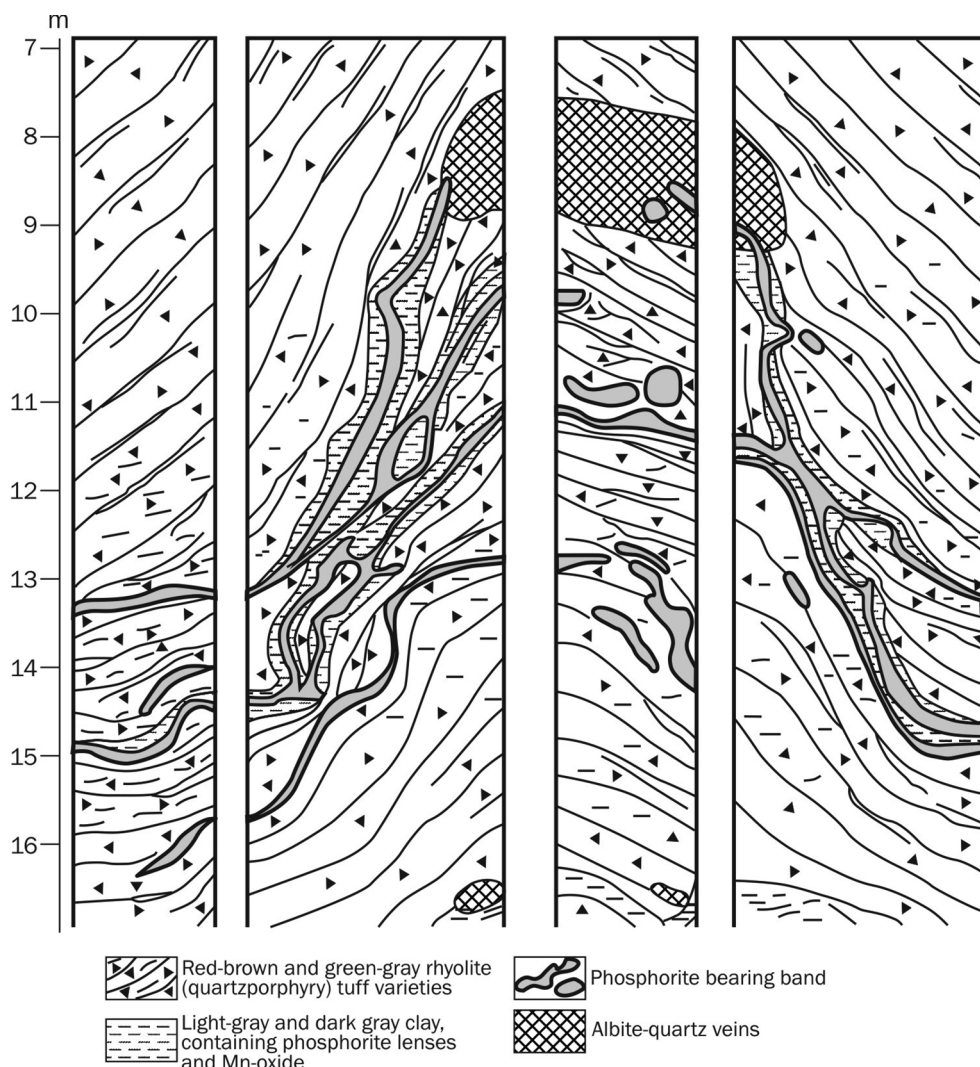 m
7
8
9
10
11
12
13
14
15
16
Red-brown and green-gray rhyolite
(quartzporphyry) tuff varieties
Light-gray and dark gray clay,
containing phosphorite lenses
and Mn-oxide
Phosphorite bearing band
Albite-quartz veins